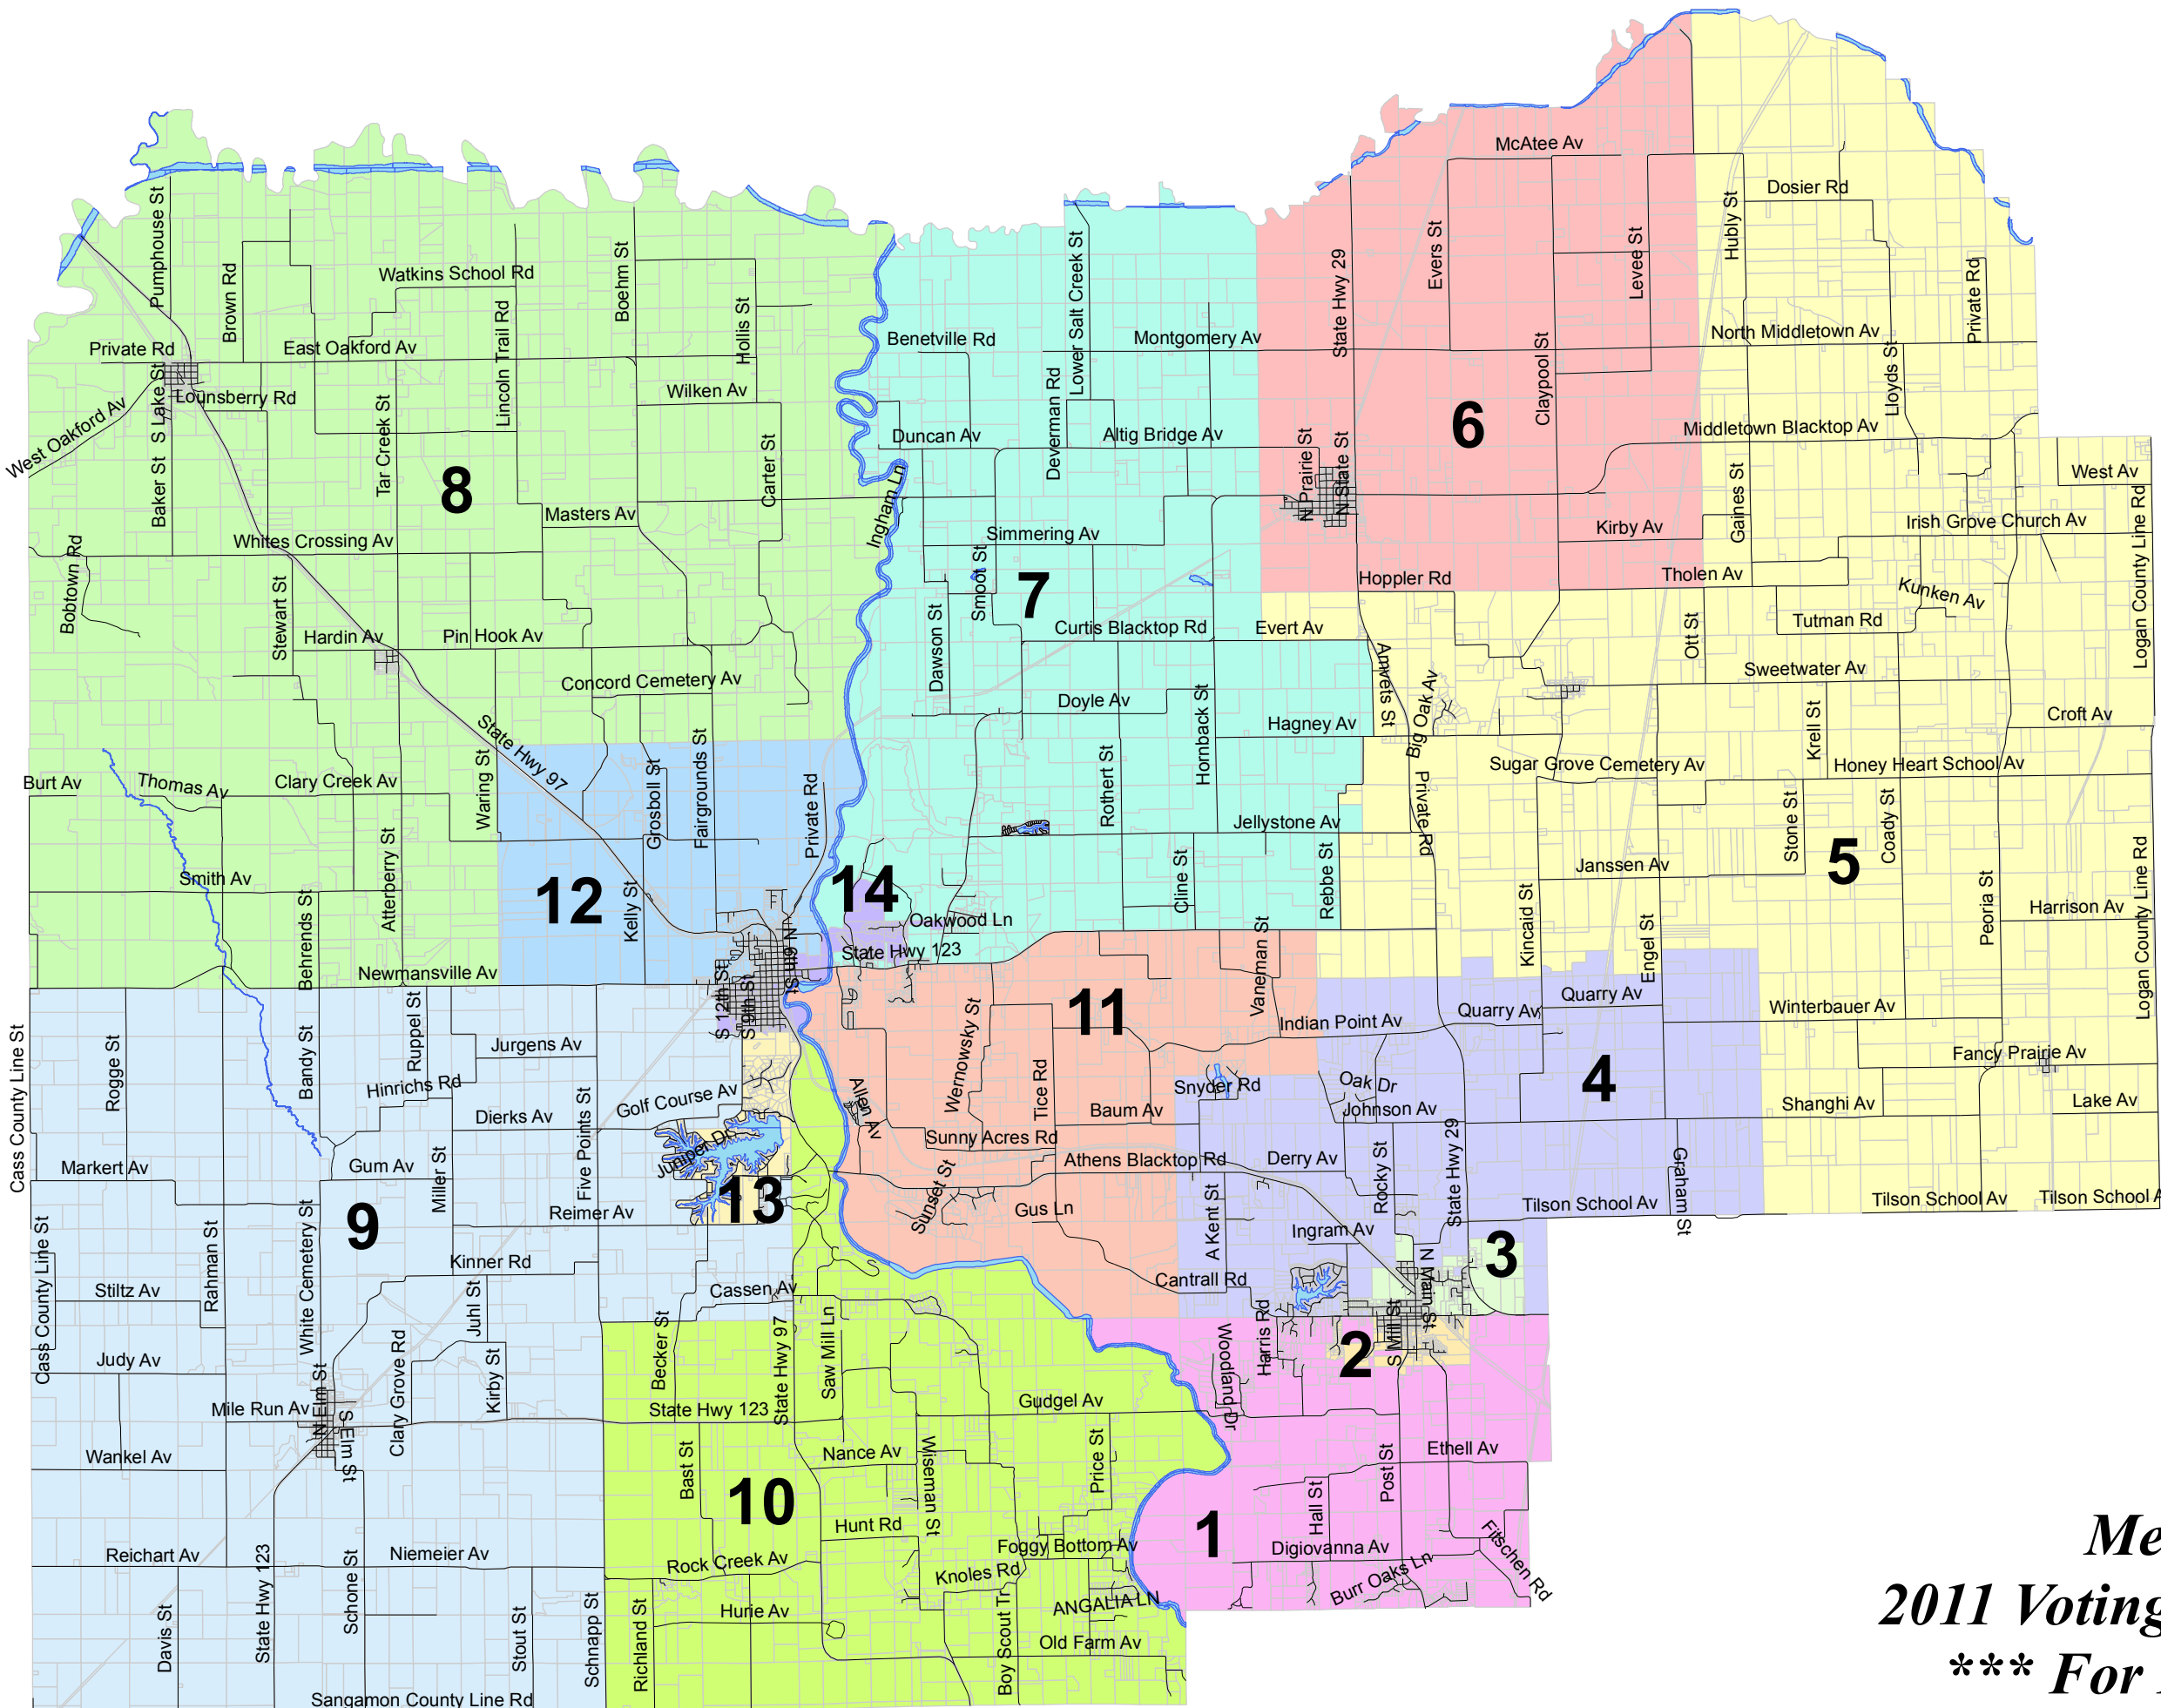 McAtee Av
Dosier Rd
Pumphouse St
Brown Rd
Watkins School Rd
Boehm St
Lower Salt Creek St
State Hwy 29
Evers St
Levee St
Hubly St
Private Rd
Private Rd
East Oakford Av
Lincoln Trail Rd
Hollis St
Benetville Rd
Montgomery Av
North Middletown Av
West Oakford Av
S Lake St
Lounsberry Rd
Wilken Av
Deverman Rd
Claypool St
Lloyds St
Baker St
Tar Creek St
8
Carter St
Duncan Av
Altig Bridge Av
N Prairie St
N State St
6
Middletown Blacktop Av
West Av
Masters Av
Ingham Ln
Simmering Av
Kirby Av
Gaines St
Irish Grove Church Av
Logan County Line Rd
Whites Crossing Av
Bobtown Rd
Stewart St
Smoot St
7
Hoppler Rd
Tholen Av
Kunken Av
Hardin Av
Pin Hook Av
Dawson St
Curtis Blacktop Rd
Evert Av
Ott St
Tutman Rd
Concord Cemetery Av
Doyle Av
Hornback St
Hagney Av
Amwets St
Big Oak Av
Sweetwater Av
Krell St
Croft Av
State Hwy 97
Burt Av
Thomas Av
Clary Creek Av
Waring St
Grosboll St
Fairgrounds St
Private Rd
Rothert St
Jellystone Av
Private Rd
Sugar Grove Cemetery Av
Honey Heart School Av
Stone St
Coady St
Smith Av
Atterberry St
12
14
Cline St
Rebbe St
Janssen Av
5
Logan County Line Rd
Behrends St
Kelly St
Oakwood Ln
Vaneman St
Kincaid St
Engel St
Peoria St
Harrison Av
Newmansville Av
N 6th St
State Hwy 123
S 12th St
S 9th St
Quarry Av
Quarry Av
Winterbauer Av
Cass County Line St
Rogge St
Bandy St
Ruppel St
Jurgens Av
Wernowsky St
11
Indian Point Av
4
Fancy Prairie Av
Hinrichs Rd
Golf Course Av
Allen Av
Tice Rd
Snyder Rd
Oak Dr
Dierks Av
Baum Av
Johnson Av
Shanghi Av
Lake Av
Five Points St
Juniper Dr
Sunny Acres Rd
Markert Av
Gum Av
Miller St
Athens Blacktop Rd
Derry Av
Rocky St
State Hwy 29
Graham St
13
Sunset St
A Kent St
Tilson School Av
Tilson School Av
Tilson School A
9
Reimer Av
Gus Ln
Ingram Av
Cass County Line St
Rahman St
White Cemetery St
Kinner Rd
3
Stiltz Av
Juhl St
Cassen Av
Cantrall Rd
N Main St
Becker St
State Hwy 97
Saw Mill Ln
Woodland Dr
Harris Rd
2
S Mill St
Judy Av
Clary Grove Rd
Kirby St
Mile Run Av
N Elm St
S Elm St
State Hwy 123
Gudgel Av
Wankel Av
Bast St
Nance Av
Wiseman St
Price St
Post St
Ethell Av
10
Hall St
1
Hunt Rd
Reichart Av
Niemeier Av
Rock Creek Av
Foggy Bottom Av
Digiovanna Av
Fitschen Rd
Me
State Hwy 123
Schone St
Knoles Rd
Burr Oaks Ln
2011 Voting
Davis St
Stout St
Schnapp St
Richland St
Hurie Av
Boy Scout Tr
ANGALIA LN
Old Farm Av
*** For
Sangamon County Line Rd